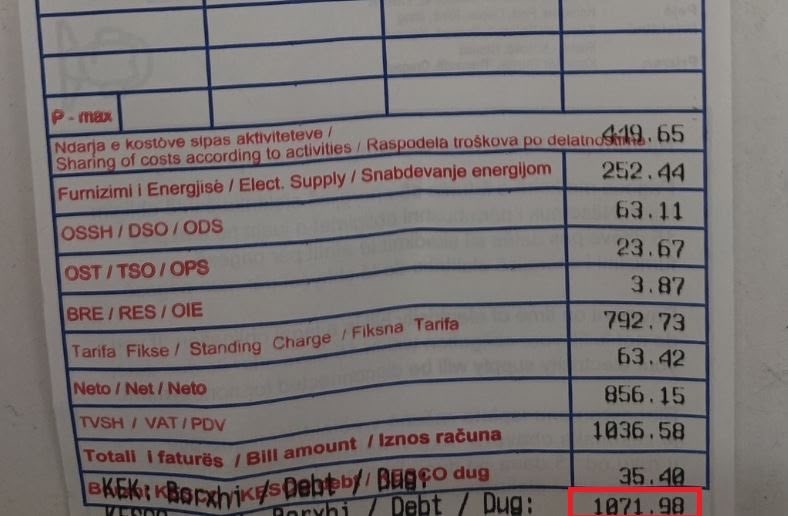 P - max
Ndarja e kostove sipas aktiviteteve /
Sharing of costs according to activities / Raspodela troškova po delatnostima 449.65
Furnizimi i Energjisë / Elect. Supply / Snabdevanje energijom 252.44
OSSH / DSO / ODS 63.11
OST / TSO / OPS 23.67
BRE / RES / OIE 3.87
Tarifa Fikse / Standing Charge / Fiksna Tarifa 792.73
Neto / Net / Neto 63.42
TVSH / VAT / PDV 856.15
Totali i faturës / Bill amount / Iznos računa 1036.58
KEK: Borxhi / Debt / Dug: dug 35.40
Borxhi / Debt / Dug: 1071.98